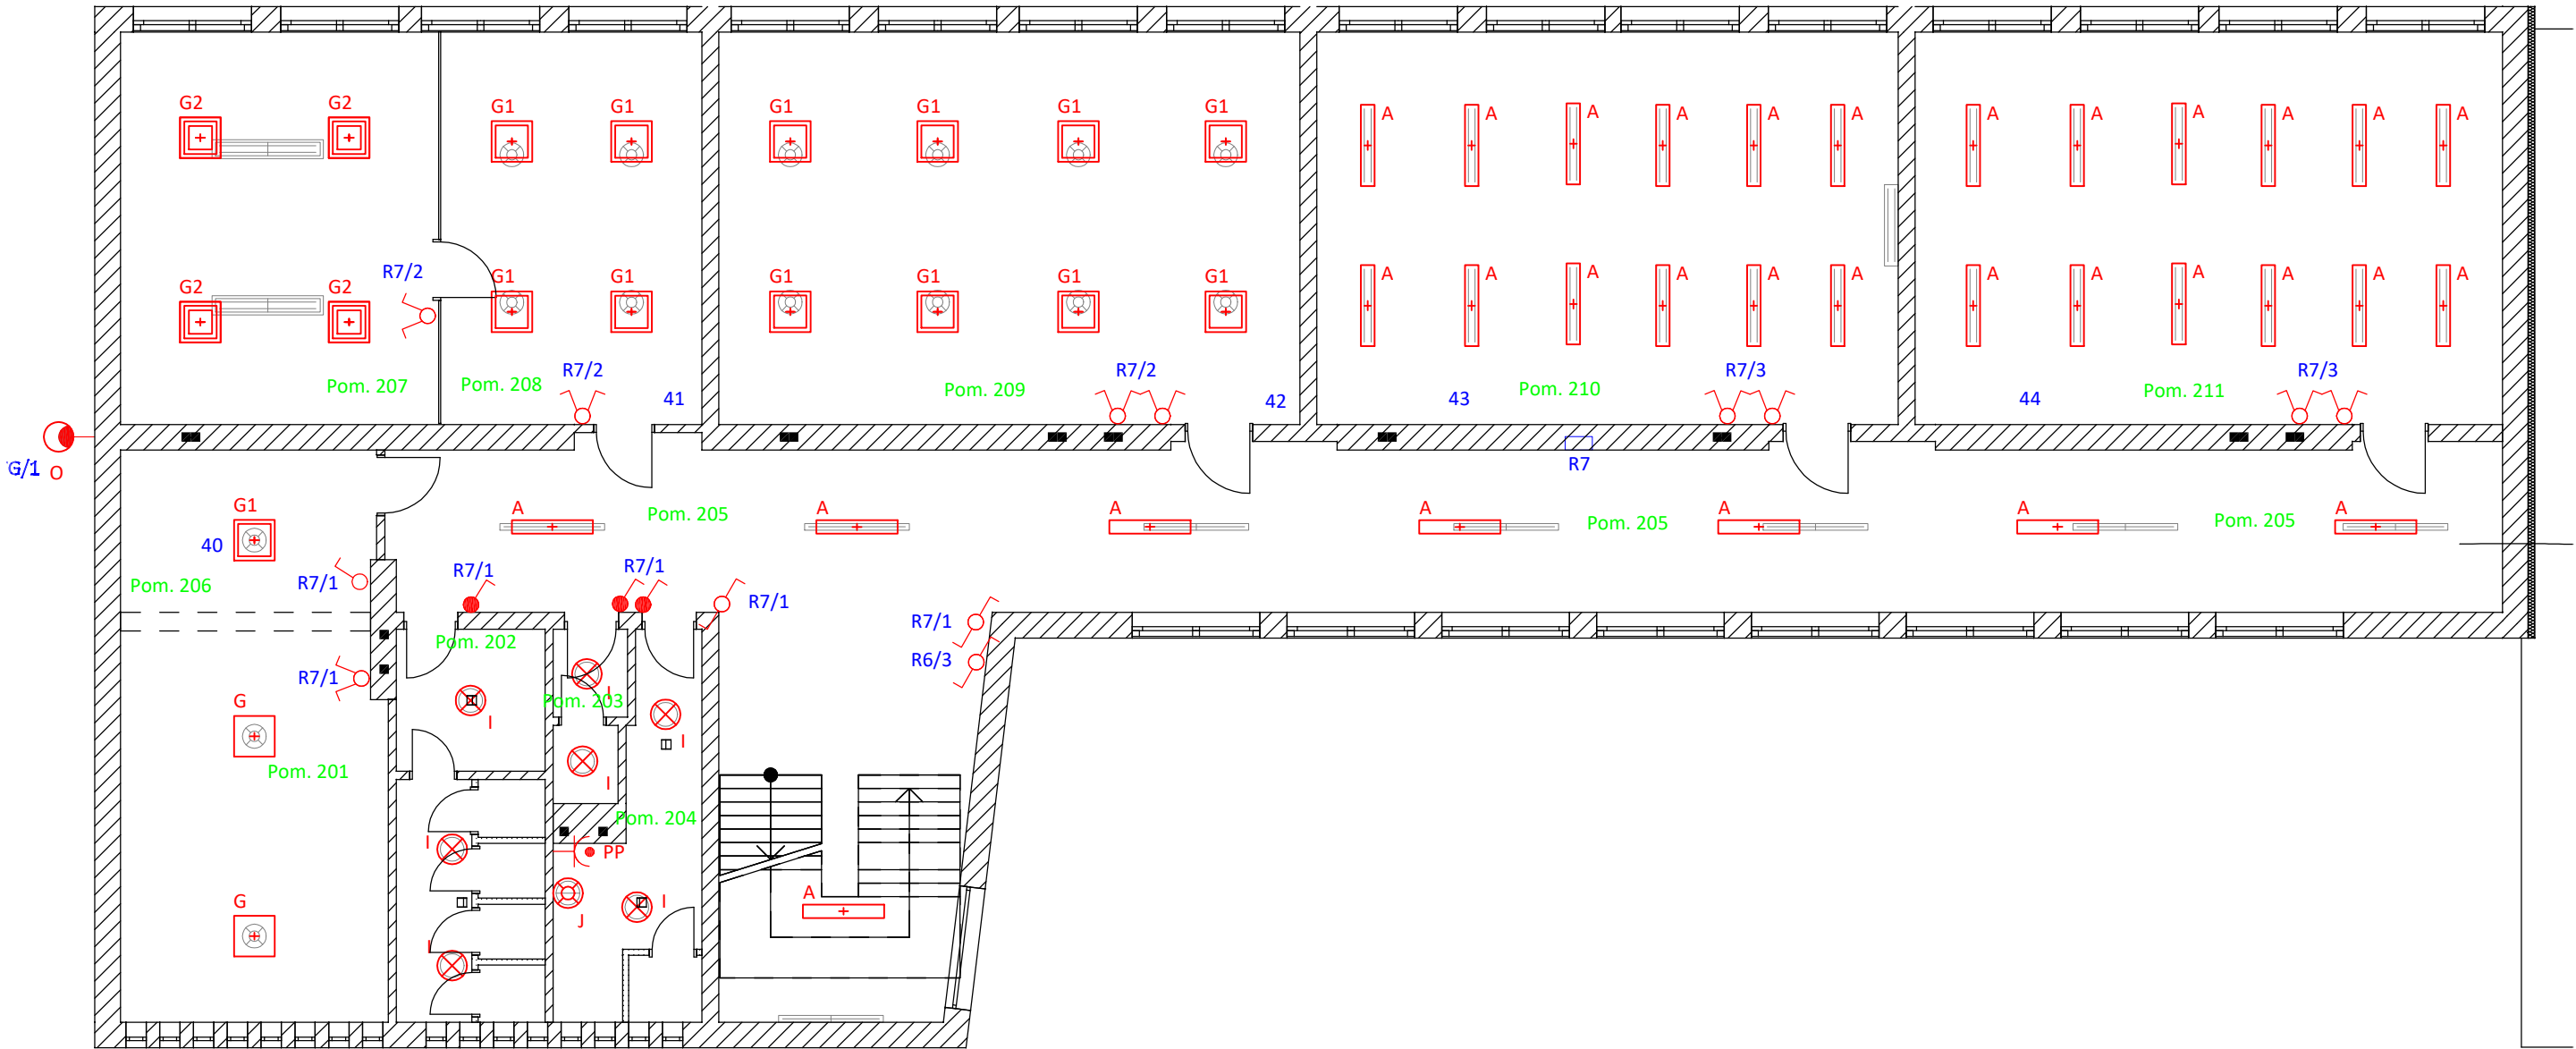 G2 G2 G1 G1 G1 G1 G1 G1 A A A A A A A A A A A A
R7/2
G2 G2 G1 G1 G1 G1 G1 G1 A A A A A A A A A A A A
R7/2 R7/2 R7/3 R7/3
Pom. 207 Pom. 208 Pom. 209 Pom. 210 Pom. 211
41 42 43 44
G/1 O R7
G1 A A A A A A A
40 Pom. 205 Pom. 205 Pom. 205
Pom. 206 R7/1 R7/1 R7/1 R7/1
R7/1
Pom. 202
R6/3
R7/1
G Pom. 203 I
I I
Pom. 201 I
Pom. 204
I PP
G A
I J I